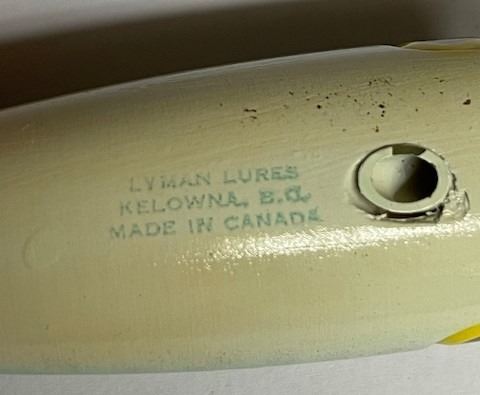 LYMAN LURES
KELOWNA, B.C.
MADE IN CANADA